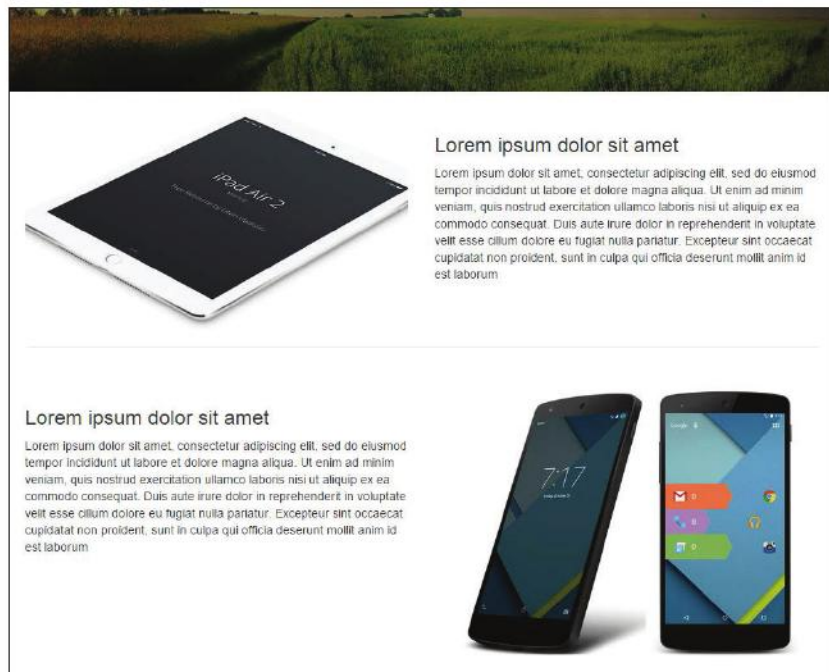 iPad Air 2
Lorem ipsum dolor sit amet
Lorem ipsum dolor sit amet, consectetur adipiscing elit, sed do eiusmod
tempor incididunt ut labore et dolore magna aliqua. Ut enim ad minim
veniam, quis nostrud exercitation ullamco laboris nisi ut aliquip ex ea
commodo consequat. Duis aute irure dolor in reprehenderit in voluptate
velit esse cillum dolore eu fugiat nulla pariatur. Excepteur sint occaecat
cupidatat non proident, sunt in culpa qui officia deserunt mollit anim id
est laborum
Lorem ipsum dolor sit amet
Lorem ipsum dolor sit amet, consectetur adipiscing elit, sed do eiusmod
tempor incididunt ut labore et dolore magna aliqua. Ut enim ad minim
veniam, quis nostrud exercitation ullamco laboris nisi ut aliquip ex ea
commodo consequat. Duis aute irure dolor in reprehenderit in voluptate
velit esse cillum dolore eu fugiat nulla pariatur. Excepteur sint occaecat
cupidatat non proident, sunt in culpa qui officia deserunt mollit anim id
est laborum
7:17
Google